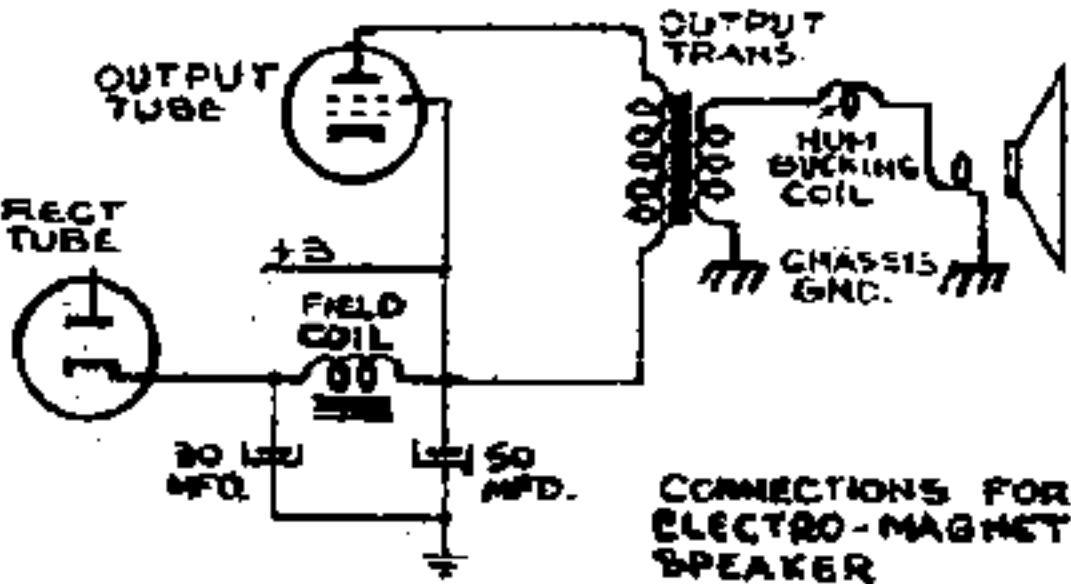 OUTPUT
TRANS.
OUTPUT
TUBE
HUM
BUCKING
COIL
RECT
TUBE
+B
CHASSIS
GND.
FIELD
COIL
MFD.
50
MFD.
CONNECTIONS FOR
ELECTRO-MAGNET
SPEAKER